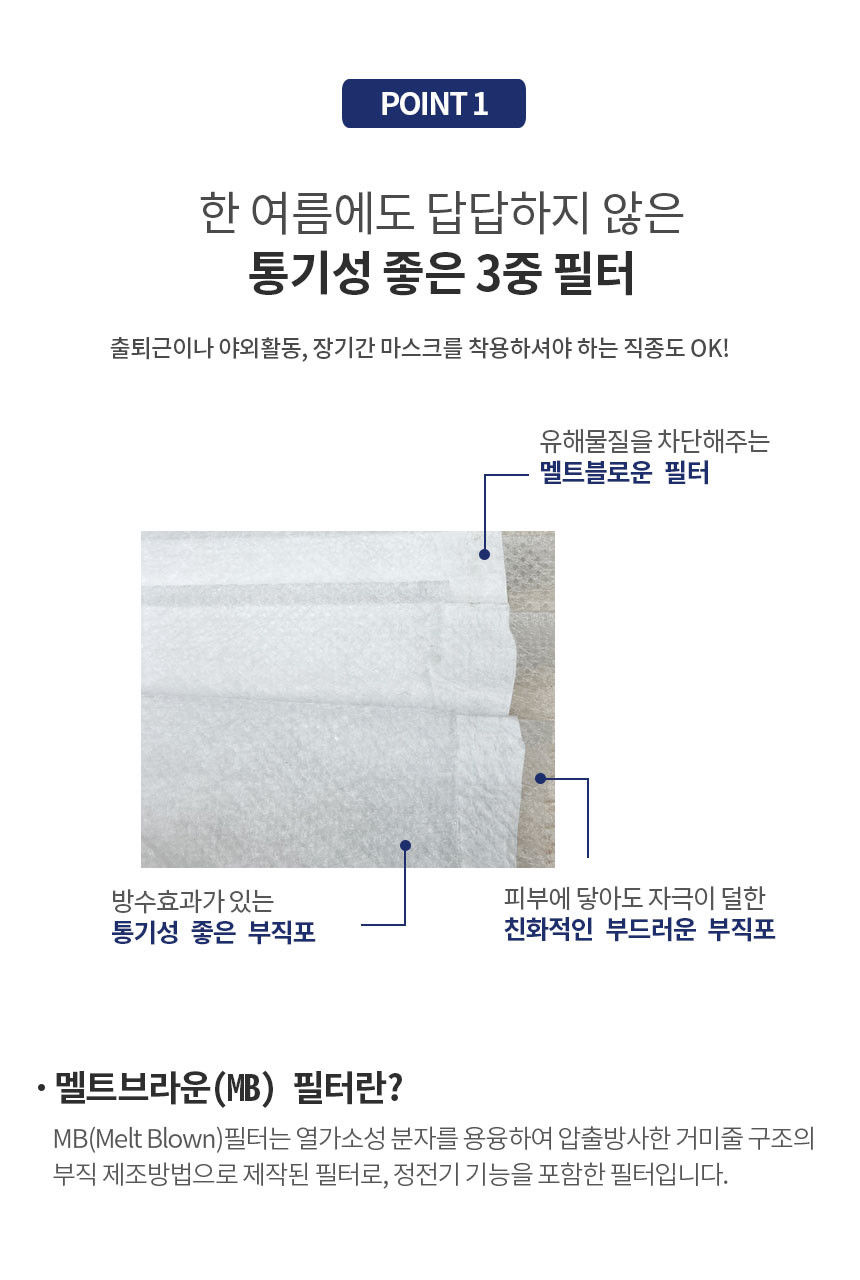 POINT 1
한 여름에도 답답하지 않은
통기성 좋은 3중 필터
출퇴근이나 야외활동, 장기간 마스크를 착용하셔야 하는 직종도 OK!
유해물질을 차단해주는
멜트블로운 필터
방수효과가 있는
통기성 좋은 부직포
피부에 닿아도 자극이 덜한
친화적인 부드러운 부직포
· 멜트브라운(MB) 필터란?
MB(Melt Blown)필터는 열가소성 분자를 용융하여 압출방사한 거미줄 구조의
부직 제조방법으로 제작된 필터로, 정전기 기능을 포함한 필터입니다.